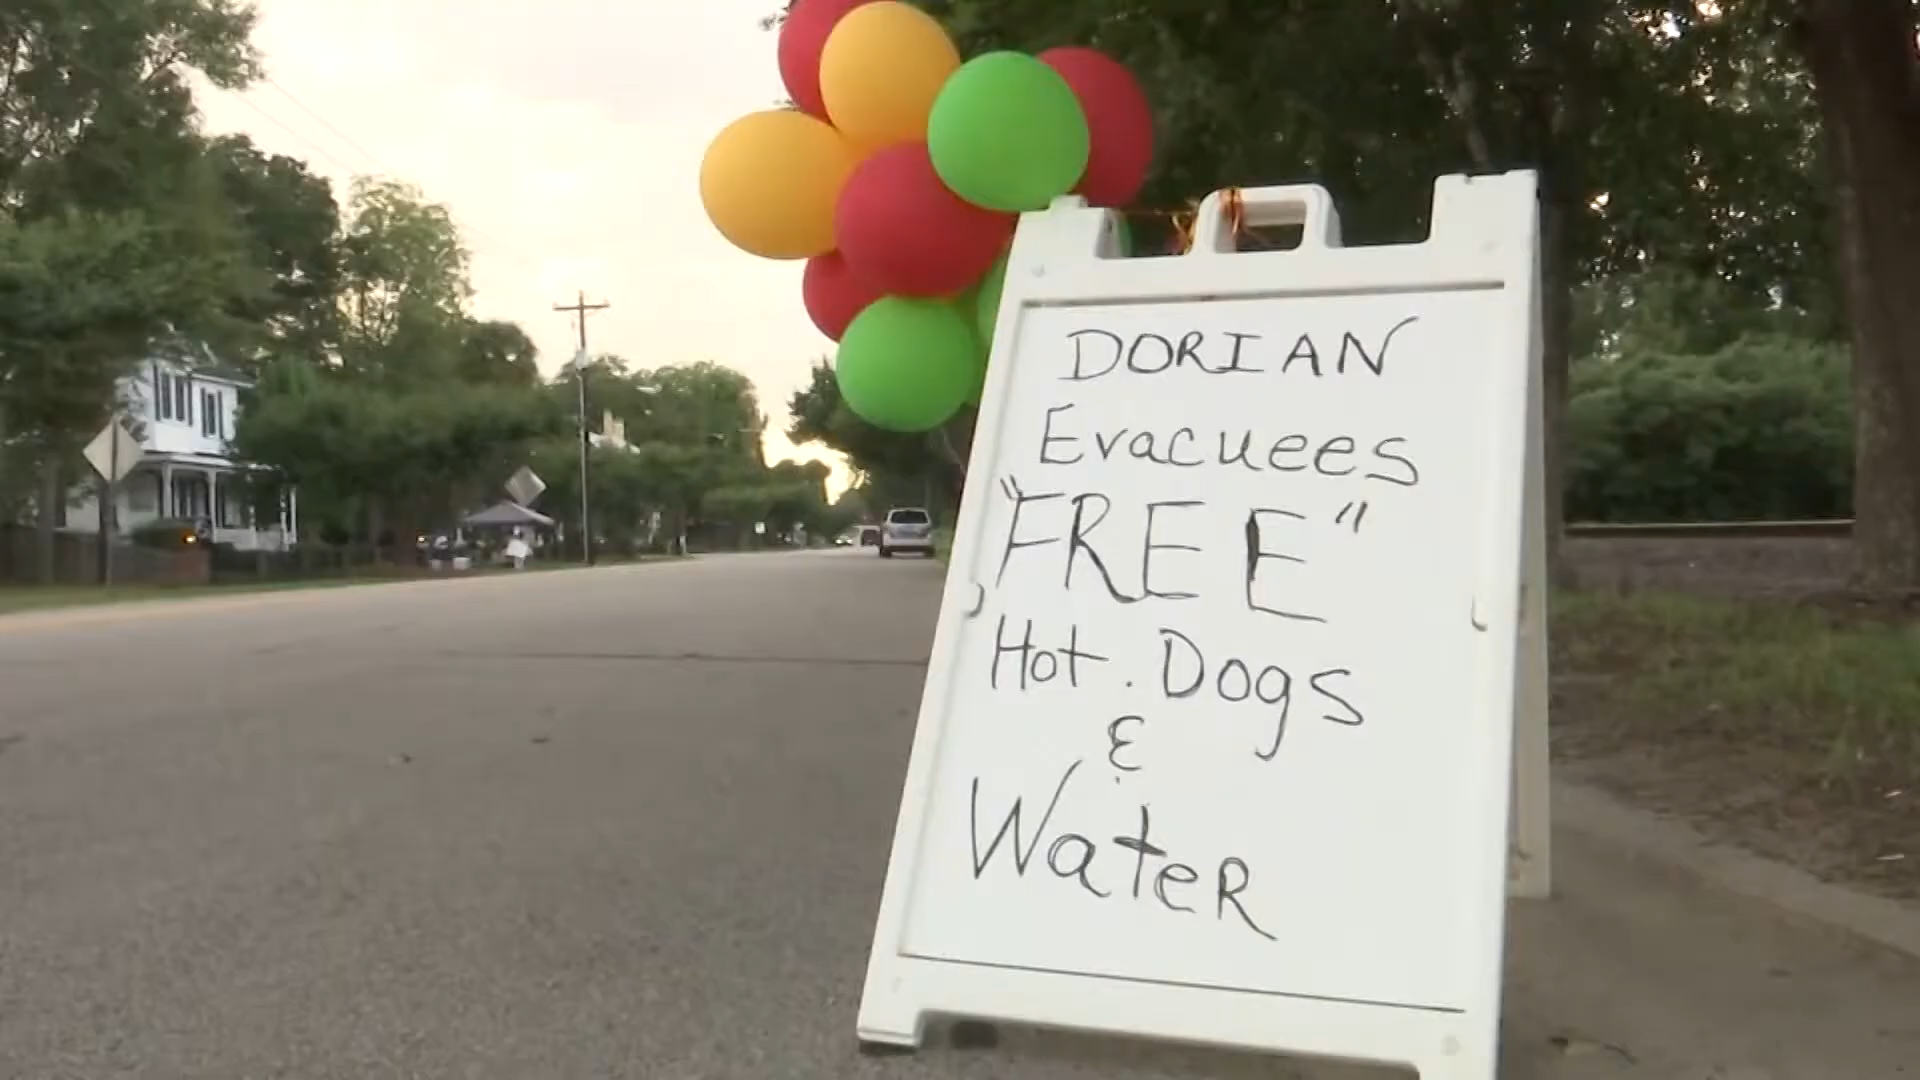 DORIAN
Evacuees
"FREE"
Hot. Dogs
&
Water